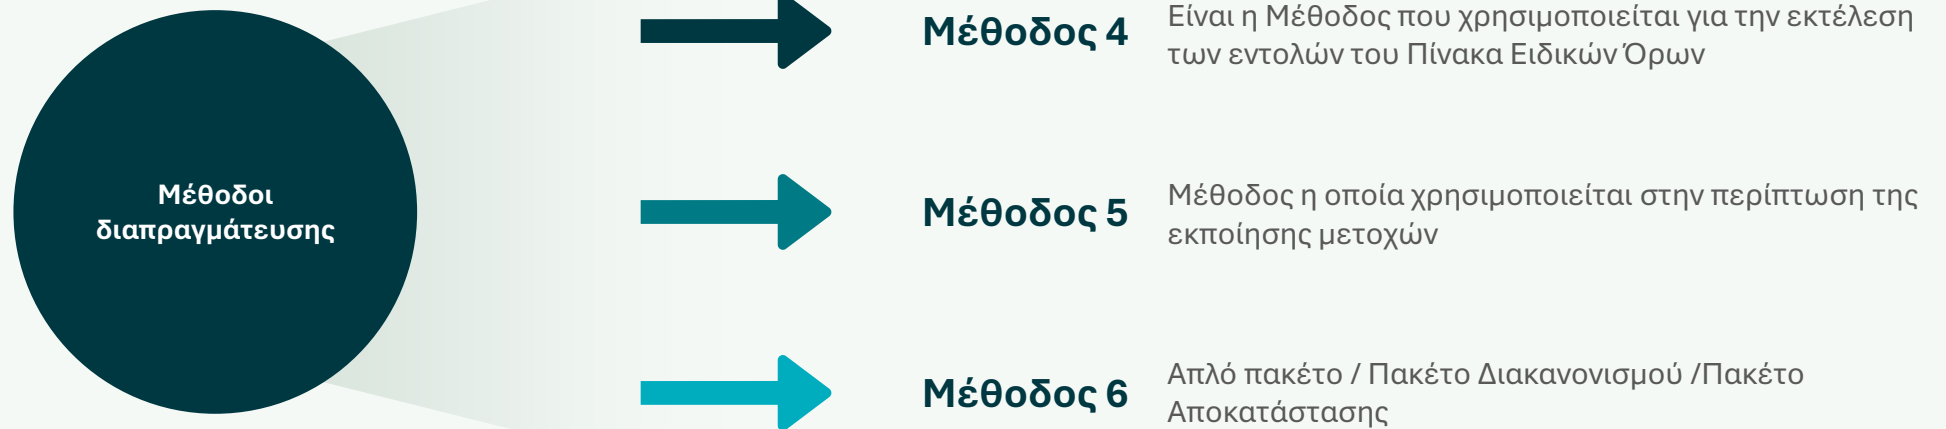 Μέθοδοι
διαπραγμάτευσης
Μέθοδος 4
Είναι η Μέθοδος που χρησιμοποιείται για την εκτέλεση
των εντολών του Πίνακα Ειδικών Όρων
Μέθοδος 5
Μέθοδος η οποία χρησιμοποιείται στην περίπτωση της
εκποίησης μετοχών
Μέθοδος 6
Απλό πακέτο / Πακέτο Διακανονισμού /Πακέτο
Αποκατάστασης